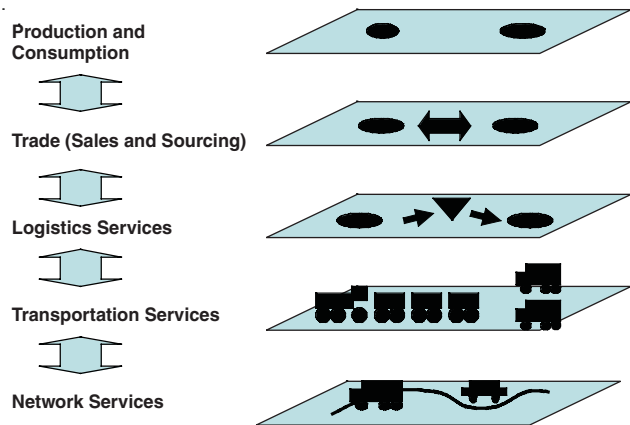 Production and
Consumption
Trade (Sales and Sourcing)
Logistics Services
Transportation Services
Network Services